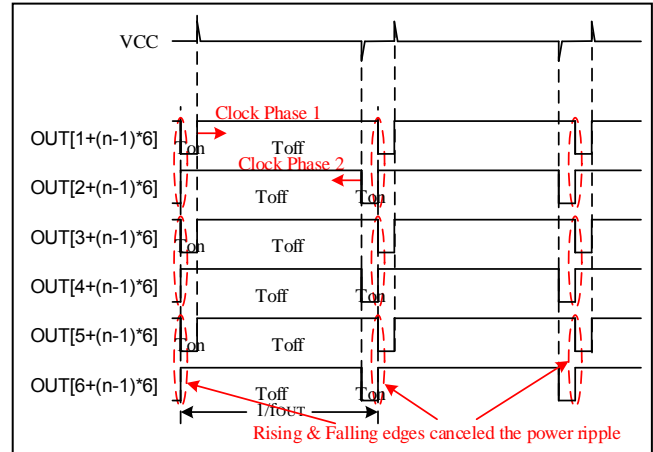 VCC
Clock Phase 1
OUT[1+(n-1)*6]
Ton
Toff
Clock Phase 2
OUT[2+(n-1)*6]
Toff
Ton
OUT[3+(n-1)*6]
Ton
Toff
OUT[4+(n-1)*6]
Toff
Ton
OUT[5+(n-1)*6]
Ton
Toff
OUT[6+(n-1)*6]
Toff
Ton
1/fOUT
Rising & Falling edges canceled the power ripple